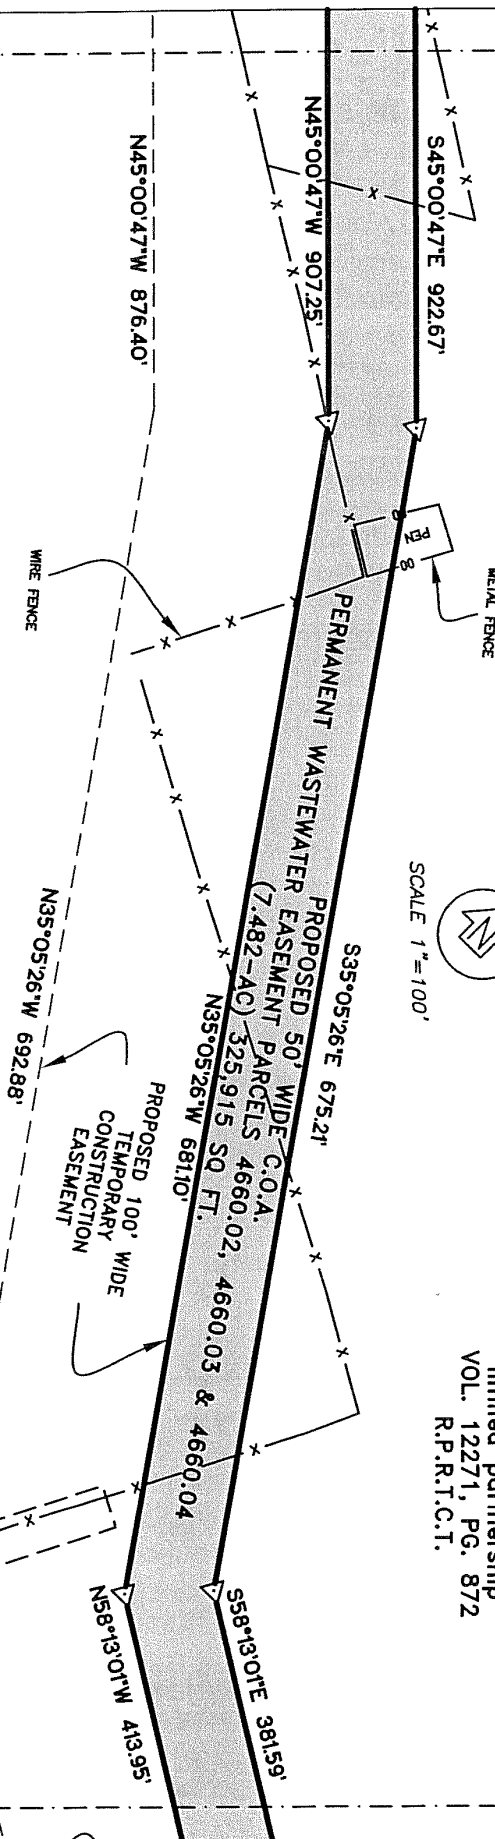 S45°00'47"E 922.67'
N45°00'47"W 907.25'
N45°00'47"W 876.40'
PEN
METAL FENCE
WIRE FENCE
SCALE 1"=100'
N
S35°05'26"E 675.21'
PROPOSED 50' WIDE C.O.A.
PERMANENT WASTEWATER EASEMENT PARCELS 4660.02, 4660.03 & 4660.04
(7.482-AC) 325,915 SQ FT.
N35°05'26"W 681.10'
N35°05'26"W 692.88'
PROPOSED 100' WIDE
TEMPORARY
CONSTRUCTION
EASEMENT
limited partnership
VOL. 12271, PG. 872
R.P.R.T.C.T.
S58°13'01"E 381.59'
N58°13'01"W 413.95'